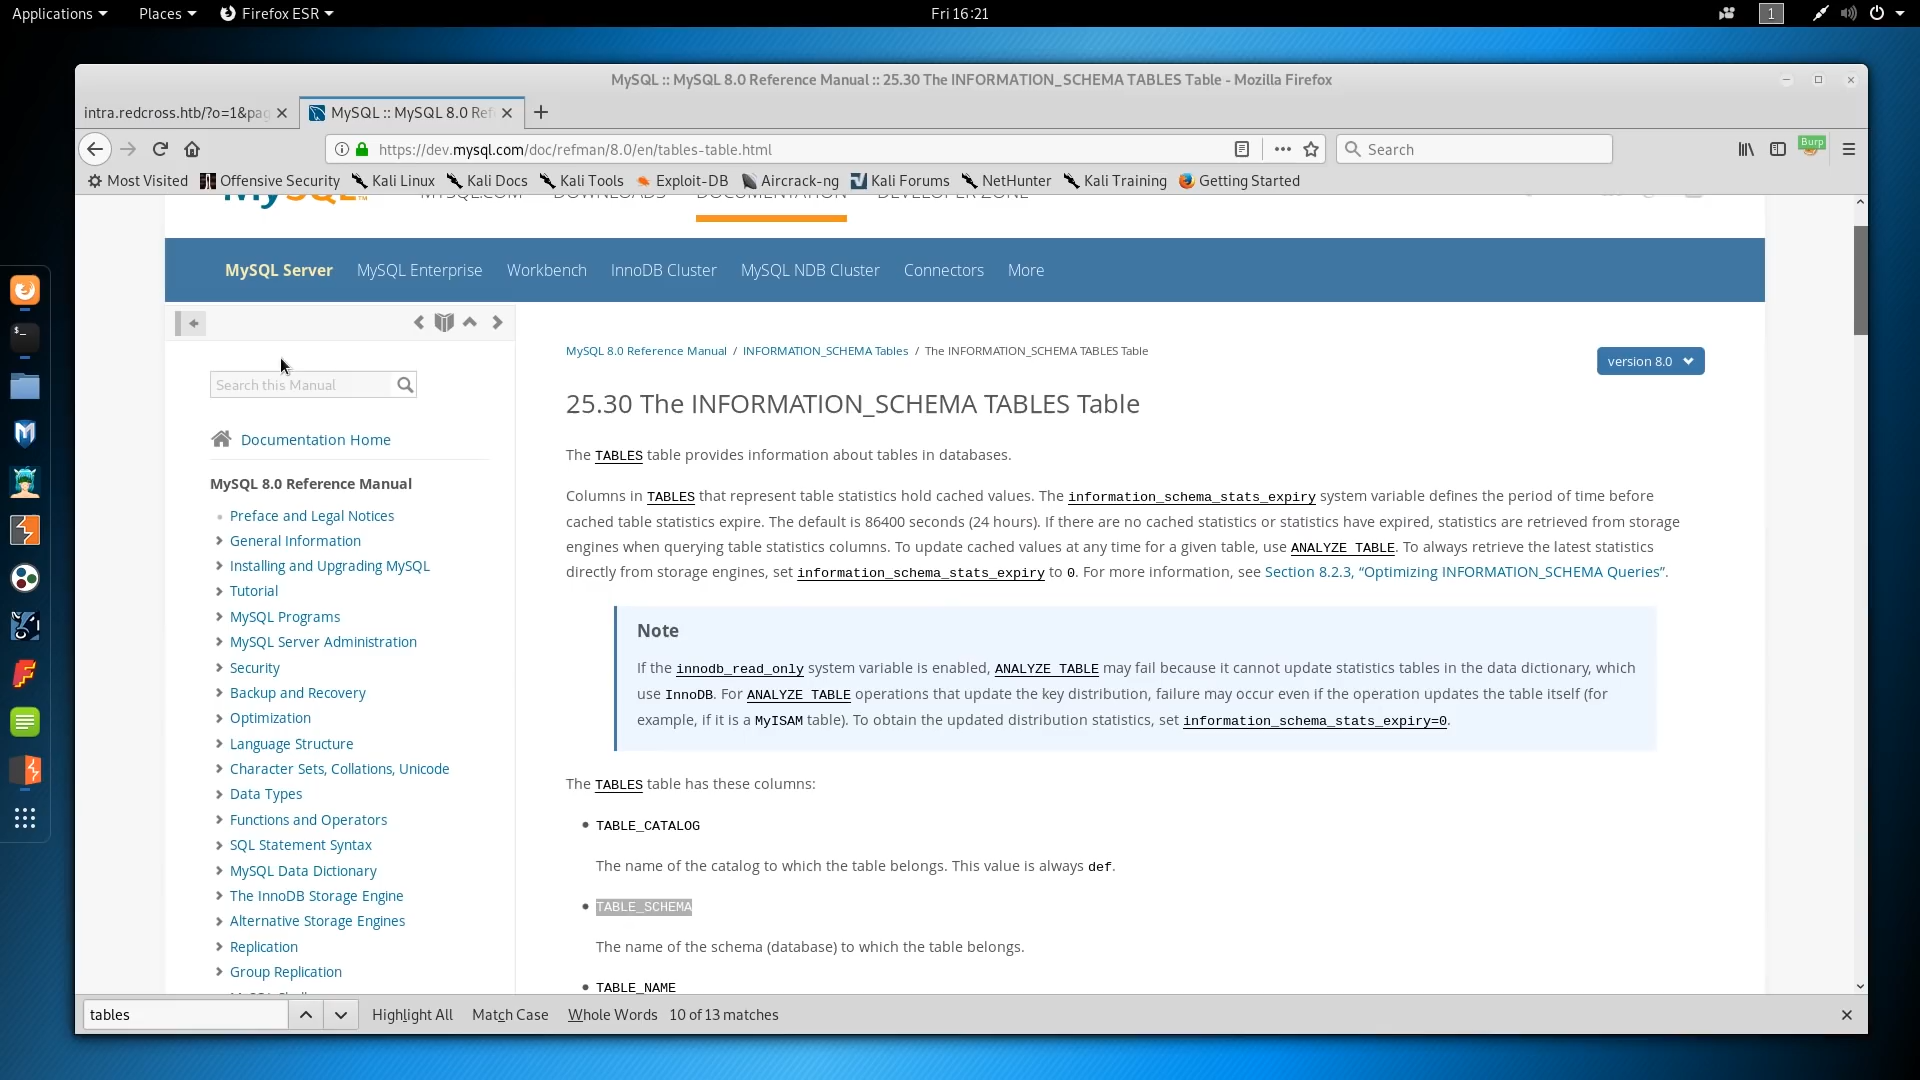 Applications Places Firefox ESR Fri 16:21 1
MySQL :: MySQL 8.0 Reference Manual :: 25.30 The INFORMATION_SCHEMA TABLES Table - Mozilla Firefox
intra.redcross.htb/?o=1&pag MySQL :: MySQL 8.0 Ref
https://dev.mysql.com/doc/refman/8.0/en/tables-table.html Search Burp
Most Visited Offensive Security Kali Linux Kali Docs Kali Tools Exploit-DB Aircrack-ng Kali Forums NetHunter Kali Training Getting Started
MySQL MYSQL.COM DOWNLOADS DOCUMENTATION DEVELOPER ZONE
MySQL Server MySQL Enterprise Workbench InnoDB Cluster MySQL NDB Cluster Connectors More
MySQL 8.0 Reference Manual / INFORMATION_SCHEMA Tables / The INFORMATION_SCHEMA TABLES Table
version 8.0
Search this Manual
Documentation Home
MySQL 8.0 Reference Manual
Preface and Legal Notices
General Information
Installing and Upgrading MySQL
Tutorial
MySQL Programs
MySQL Server Administration
Security
Backup and Recovery
Optimization
Language Structure
Character Sets, Collations, Unicode
Data Types
Functions and Operators
SQL Statement Syntax
MySQL Data Dictionary
The InnoDB Storage Engine
Alternative Storage Engines
Replication
Group Replication
25.30 The INFORMATION_SCHEMA TABLES Table
The TABLES table provides information about tables in databases.
Columns in TABLES that represent table statistics hold cached values. The information_schema_stats_expiry system variable defines the period of time before
cached table statistics expire. The default is 86400 seconds (24 hours). If there are no cached statistics or statistics have expired, statistics are retrieved from storage
engines when querying table statistics columns. To update cached values at any time for a given table, use ANALYZE TABLE. To always retrieve the latest statistics
directly from storage engines, set information_schema_stats_expiry to 0. For more information, see Section 8.2.3, “Optimizing INFORMATION_SCHEMA Queries”.
Note
If the innodb_read_only system variable is enabled, ANALYZE TABLE may fail because it cannot update statistics tables in the data dictionary, which
use InnoDB. For ANALYZE TABLE operations that update the key distribution, failure may occur even if the operation updates the table itself (for
example, if it is a MyISAM table). To obtain the updated distribution statistics, set information_schema_stats_expiry=0.
The TABLES table has these columns:
TABLE_CATALOG
The name of the catalog to which the table belongs. This value is always def.
TABLE_SCHEMA
The name of the schema (database) to which the table belongs.
TABLE_NAME
tables Highlight All Match Case Whole Words 10 of 13 matches